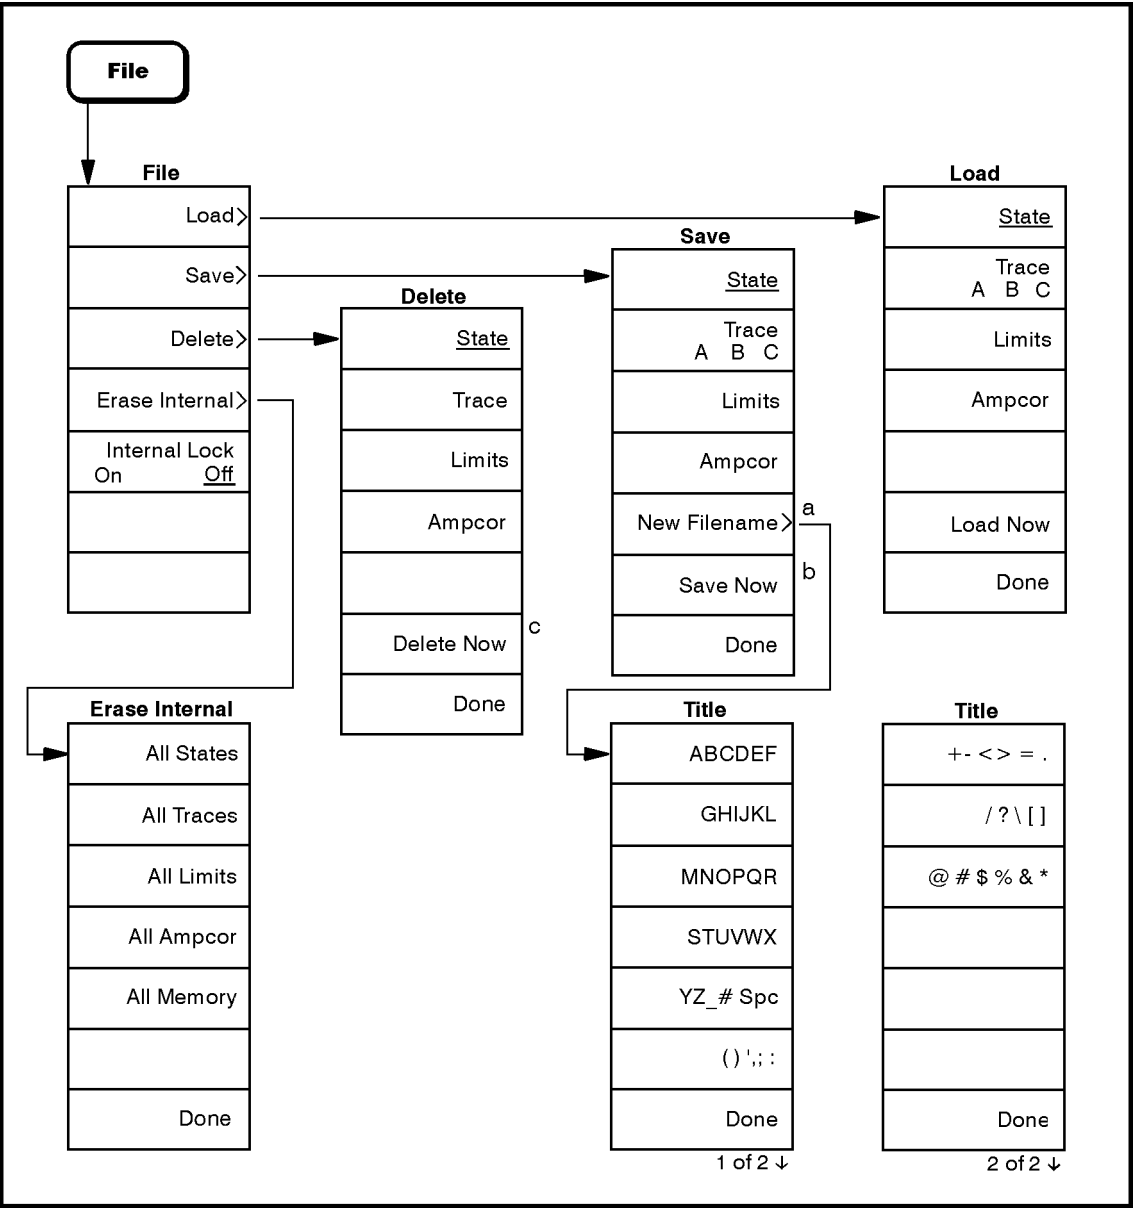 File
File
Load>
Save>
Delete>
Erase Internal>
Internal Lock
On Off
Delete
State
Trace
Limits
Ampcor
Delete Now
c
Done
Save
State
Trace
A B C
Limits
Ampcor
New Filename>
a
Save Now
b
Done
Load
State
Trace
A B C
Limits
Ampcor
Load Now
Done
Erase Internal
All States
All Traces
All Limits
All Ampcor
All Memory
Done
Title
ABCDEF
GHIJKL
MNOPQR
STUVWX
YZ_# Spc
( ) ',; :
Done
1 of 2 ↓
Title
+- < > = .
/ ? \ [ ]
@ # $ % & *
Done
2 of 2 ↓